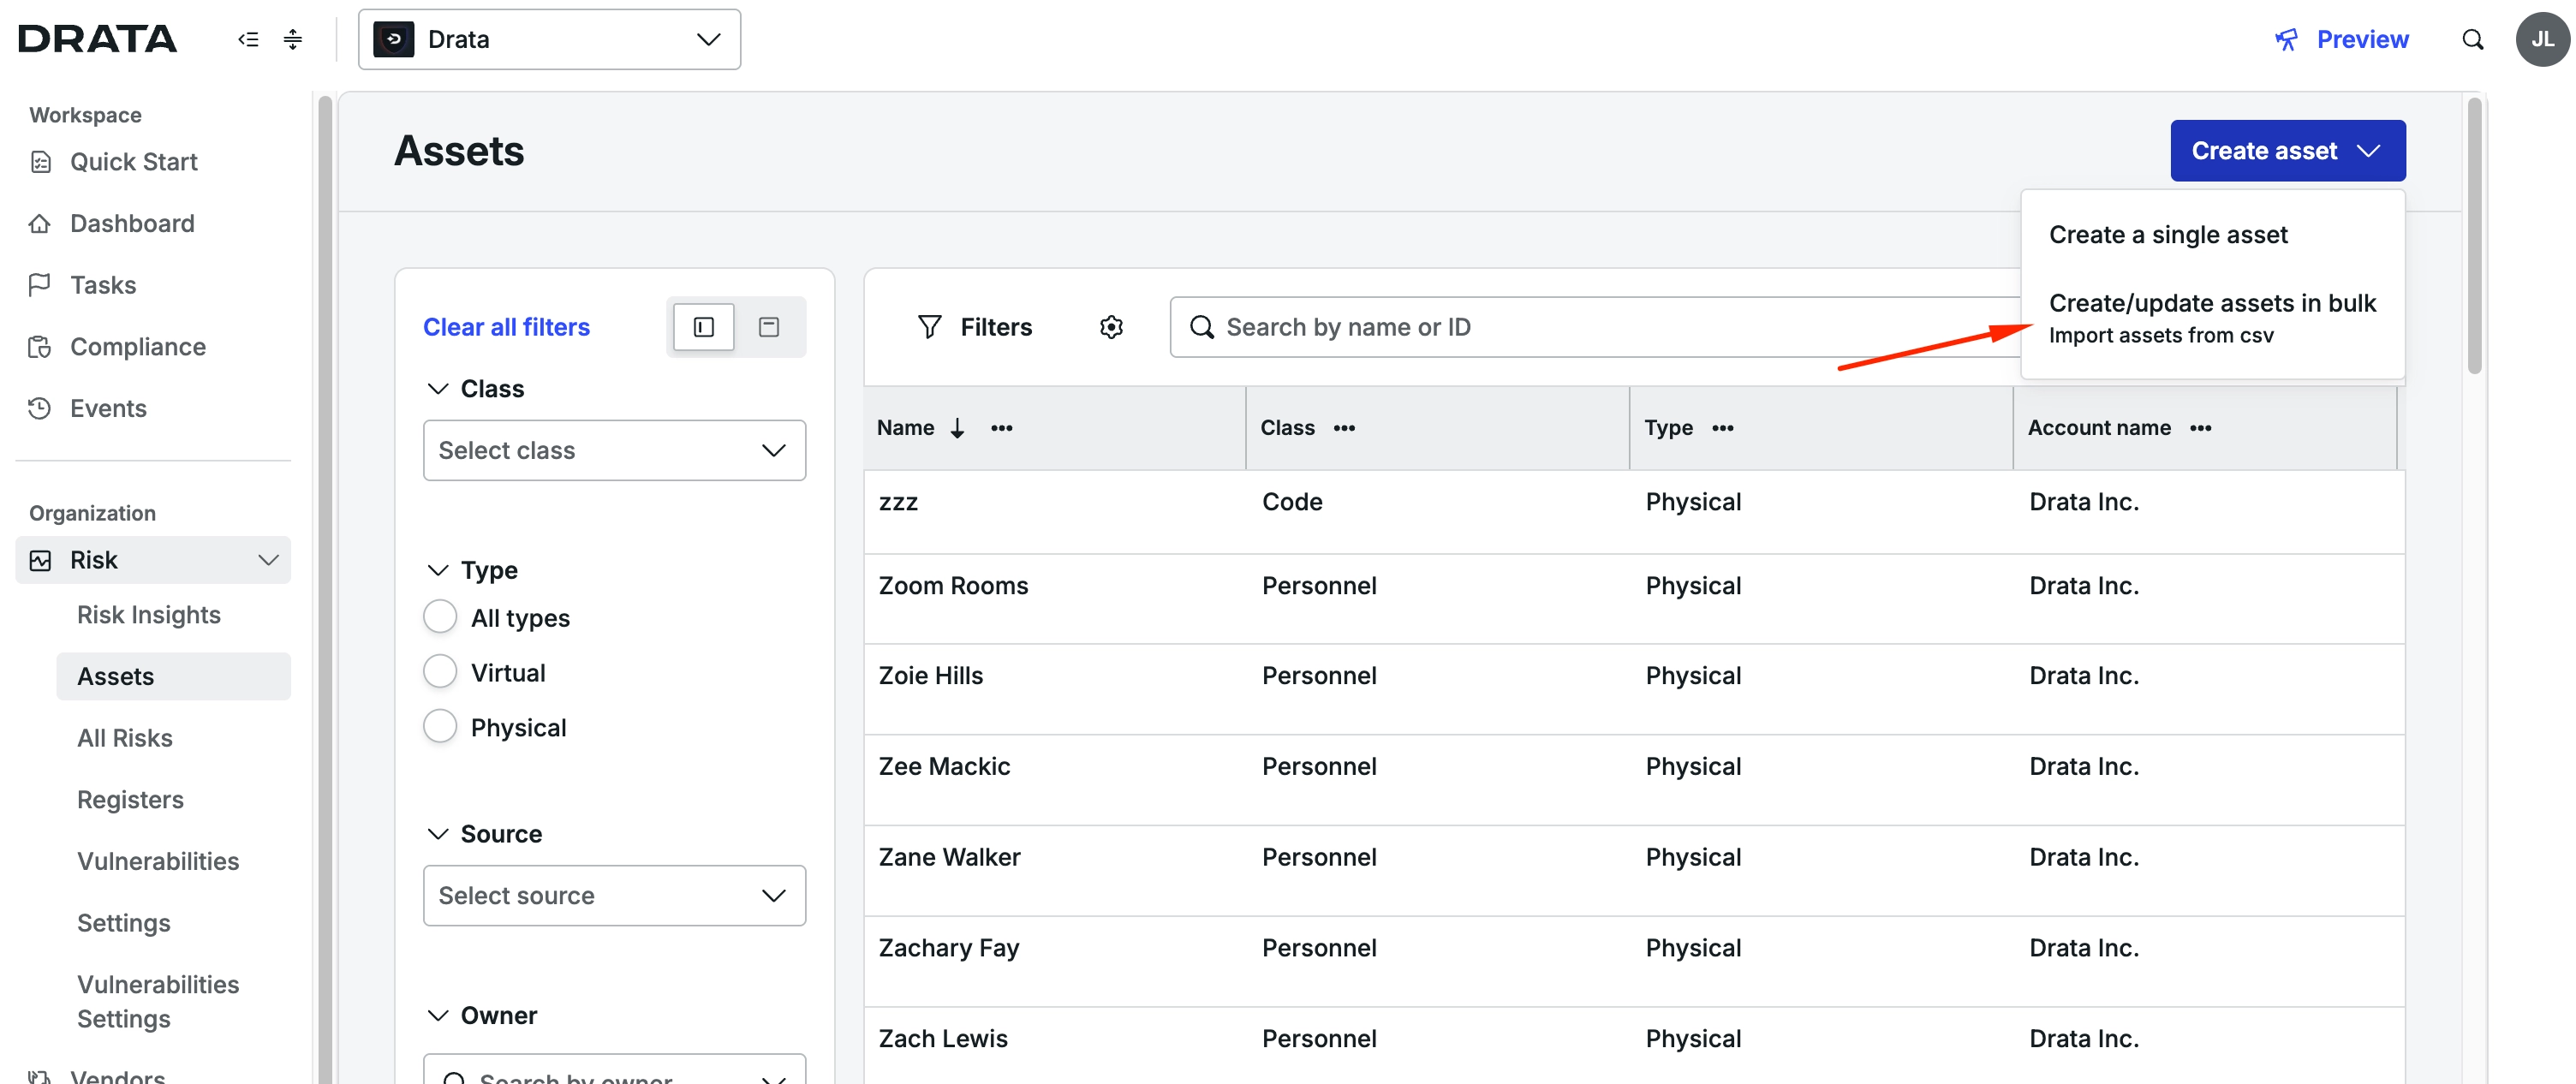 DRATA
Drata
Preview
JL
Workspace
Quick Start
Dashboard
Tasks
Compliance
Events
Organization
Risk
Risk Insights
Assets
All Risks
Registers
Vulnerabilities
Settings
Vulnerabilities
Settings
Vendors
Assets
Create asset
Create a single asset
Create/update assets in bulk
Import assets from csv
Clear all filters
Class
Select class
Type
All types
Virtual
Physical
Source
Select source
Owner
Search by owner
Filters
Search by name or ID
Name Class Type Account name
zzz Code Physical Drata Inc.
Zoom Rooms Personnel Physical Drata Inc.
Zoie Hills Personnel Physical Drata Inc.
Zee Mackic Personnel Physical Drata Inc.
Zane Walker Personnel Physical Drata Inc.
Zachary Fay Personnel Physical Drata Inc.
Zach Lewis Personnel Physical Drata Inc.